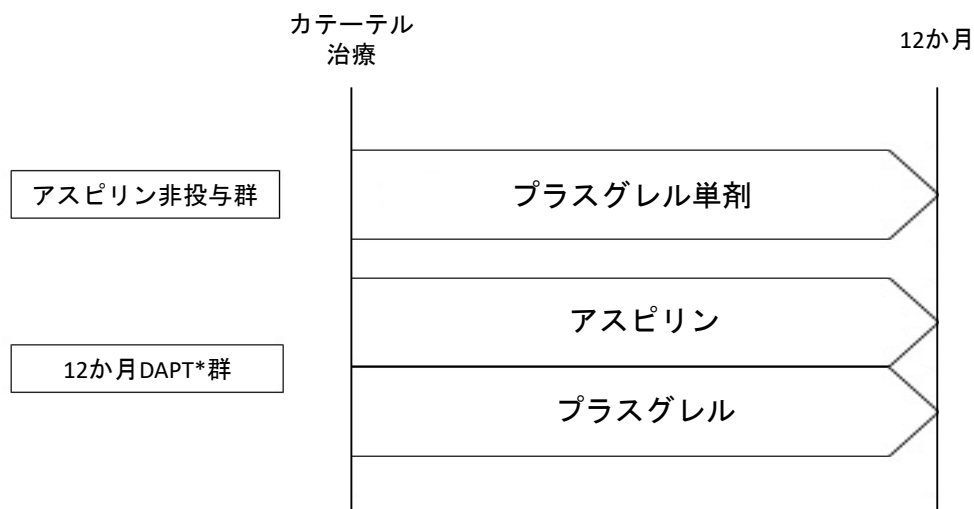 カテーテル
治療
12か月
アスピリン非投与群
プラスグレル単剤
アスピリン
12か月DAPT*群
プラスグレル